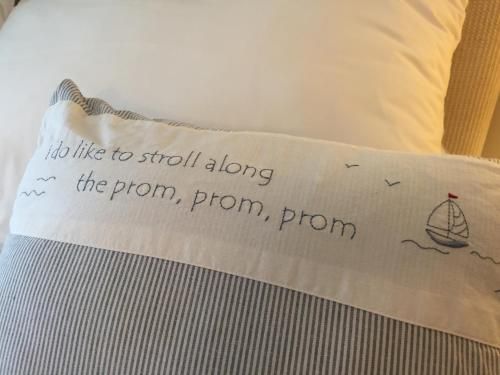 I do like to stroll along
the prom, prom, prom